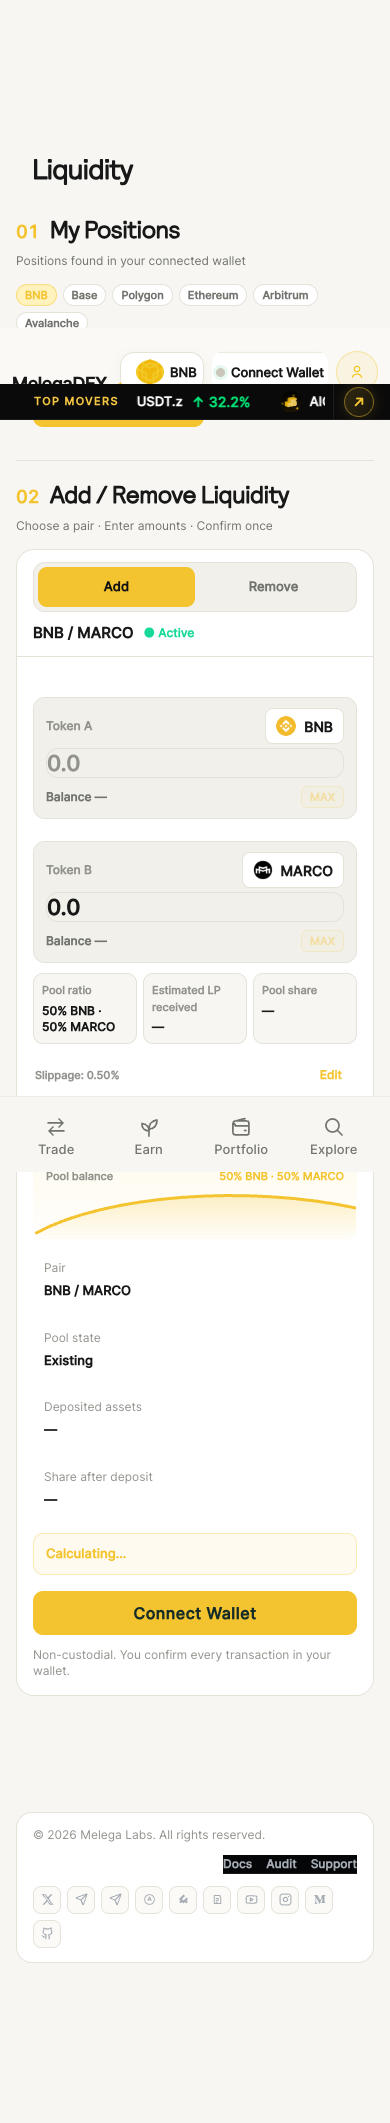 Liquidity
01 My Positions
Positions found in your connected wallet
BNB Base Polygon Ethereum Arbitrum
Avalanche
MelegaDEX BNB Connect Wallet
TOP MOVERS USDT.z ↑ 32.2%
02 Add / Remove Liquidity
Choose a pair · Enter amounts · Confirm once
Add Remove
BNB / MARCO Active
Token A BNB
0.0
Balance — MAX
Token B MARCO
0.0
Balance — MAX
Pool ratio
50% BNB ·
50% MARCO
Estimated LP
received
—
Pool share
—
Slippage: 0.50% Edit
Trade Earn Portfolio Explore
Pool balance 50% BNB · 50% MARCO
Pair
BNB / MARCO
Pool state
Existing
Deposited assets
—
Share after deposit
—
Calculating...
Connect Wallet
Non-custodial. You confirm every transaction in your
wallet.
© 2026 Melega Labs. All rights reserved.
Docs Audit Support